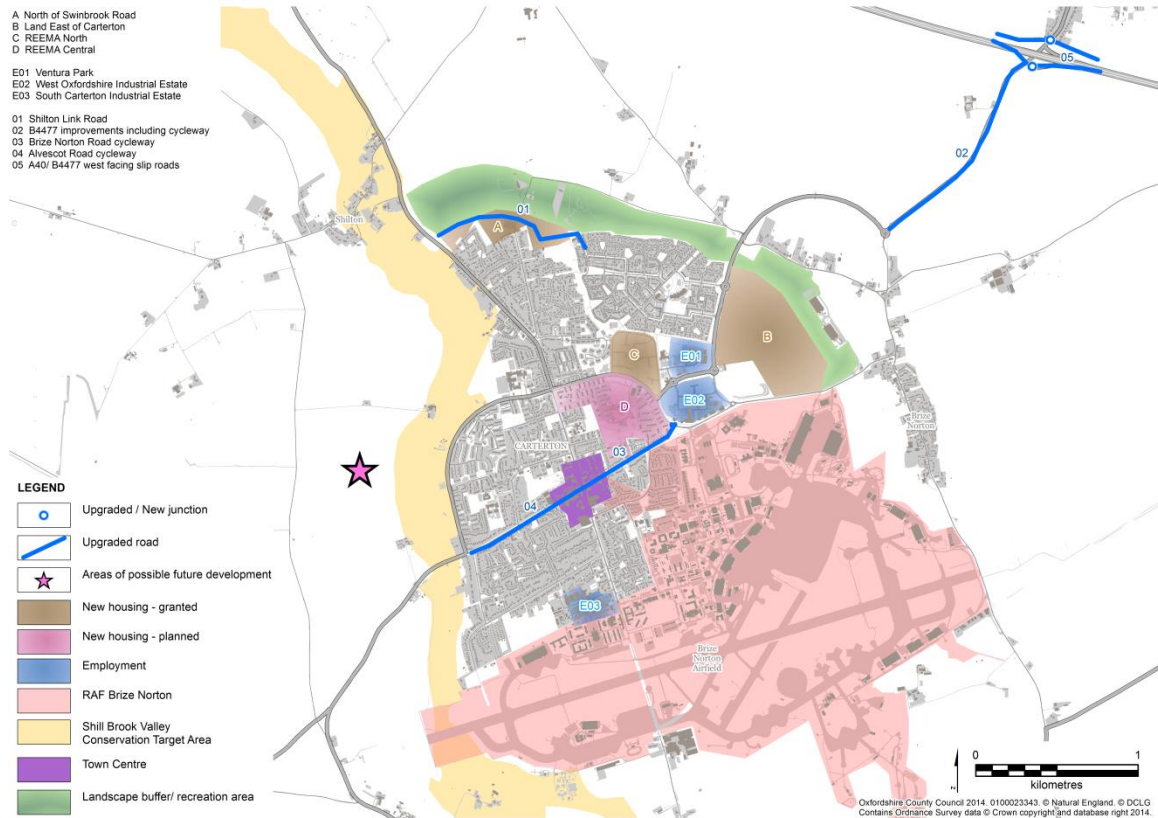 A North of Swinbrook Road
B Land East of Carterton
C REEMA North
D REEMA Central
E01 Ventura Park
E02 West Oxfordshire Industrial Estate
E03 South Carterton Industrial Estate
01 Shilton Link Road
02 B4477 improvements including cycleway
03 Brize Norton Road cycleway
04 Alvescot Road cycleway
05 A40/ B4477 west facing slip roads
05
02
01
A
Shilton
B
C
E01
E02
D
Brize
Norton
CARTERTON
03
04
E03
Brize
Norton
Airfield
LEGEND
Upgraded / New junction
Upgraded road
Areas of possible future development
New housing - granted
New housing - planned
Employment
RAF Brize Norton
Shill Brook Valley
Conservation Target Area
Town Centre
Landscape buffer/ recreation area
0 1
kilometres
Oxfordshire County Council 2014. 0100023343. © Natural England. © DCLG
Contains Ordnance Survey data © Crown copyright and database right 2014.